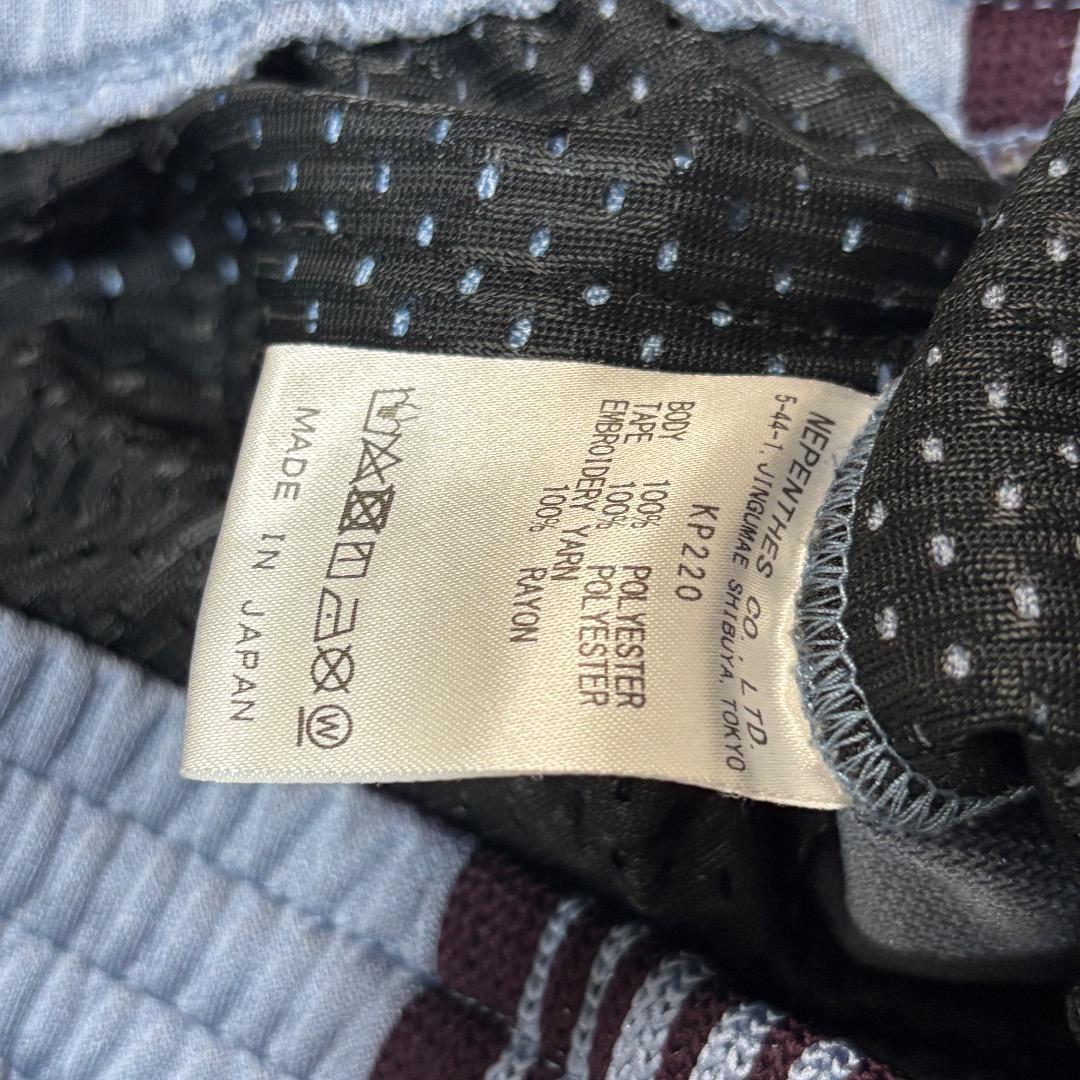 NEPENTHES CO.,LTD.
5-44-1,JINGUMAE SHIBUYA,TOKYO
KP220
BODY 100% POLYESTER
TAPE 100% POLYESTER
EMBROIDERY YARN
100% RAYON
W
MADE IN JAPAN